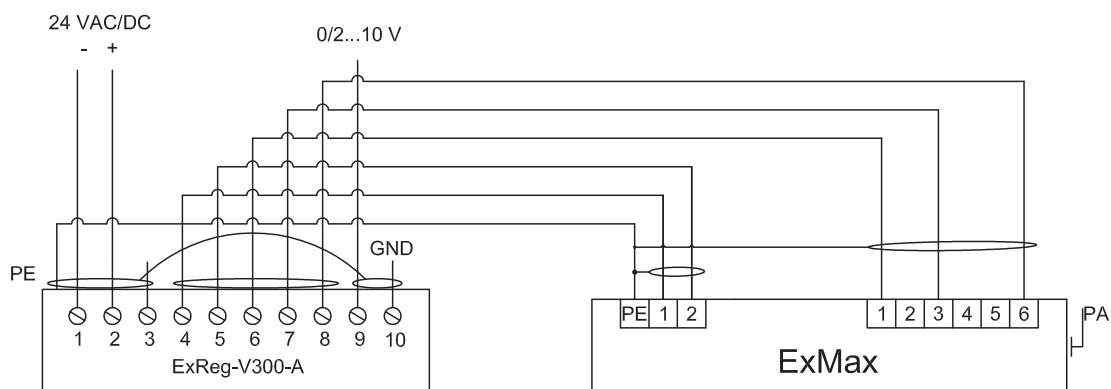 24 VAC/DC
- +
0/2...10 V
GND
PE
1 2 3 4 5 6 7 8 9 10
ExReg-V300-A
PE 1 2
1 2 3 4 5 6
PA
ExMax